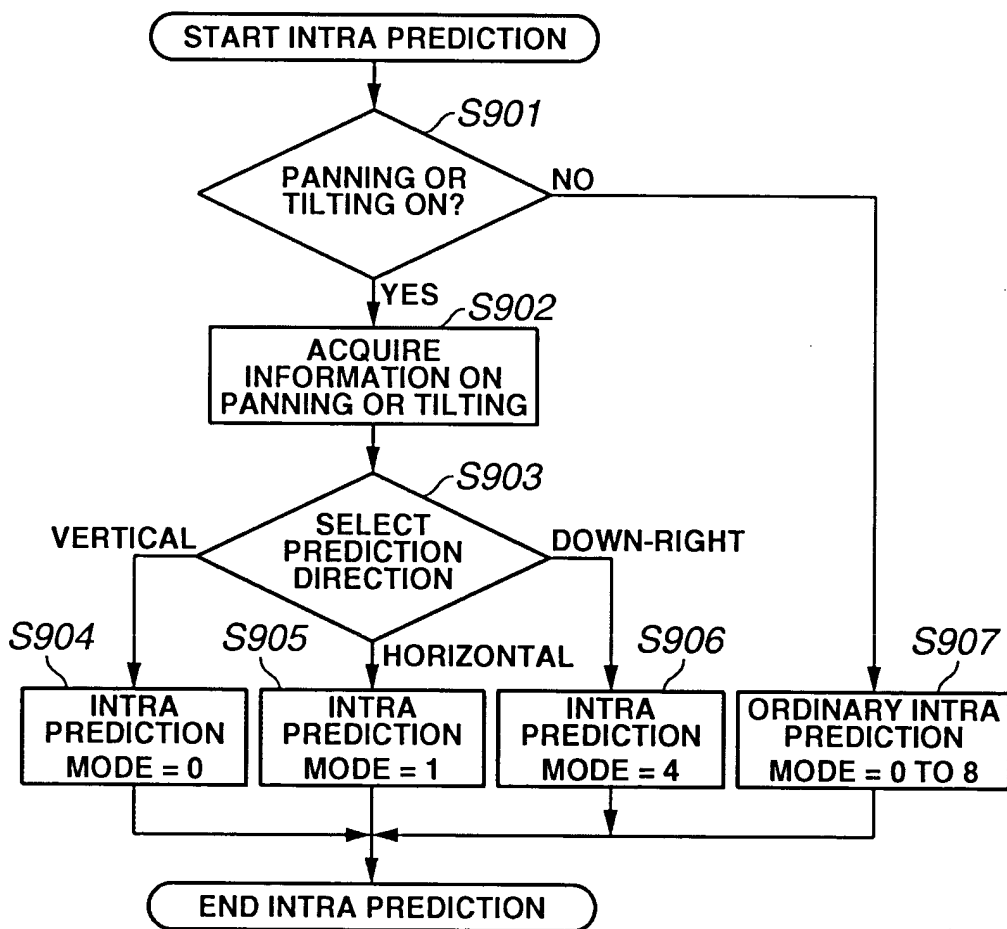 START INTRA PREDICTION
S901
PANNING OR
TILTING ON?
NO
YES
S902
ACQUIRE
INFORMATION ON
PANNING OR TILTING
S903
SELECT
PREDICTION
DIRECTION
VERTICAL
DOWN-RIGHT
HORIZONTAL
S904
INTRA
PREDICTION
MODE = 0
S905
INTRA
PREDICTION
MODE = 1
S906
INTRA
PREDICTION
MODE = 4
S907
ORDINARY INTRA
PREDICTION
MODE = 0 TO 8
END INTRA PREDICTION